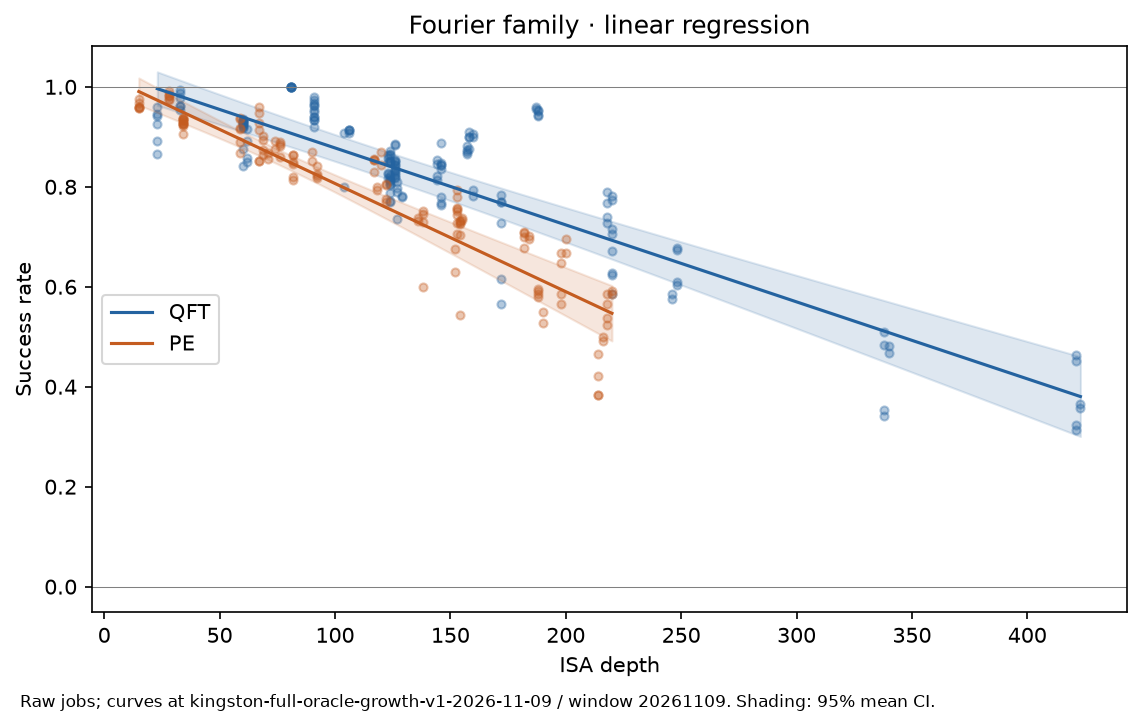 Fourier family · linear regression
Success rate
1.0
0.8
0.6
0.4
0.2
0.0
QFT
PE
0 50 100 150 200 250 300 350 400
ISA depth
Raw jobs; curves at kingston-full-oracle-growth-v1-2026-11-09 / window 20261109. Shading: 95% mean CI.